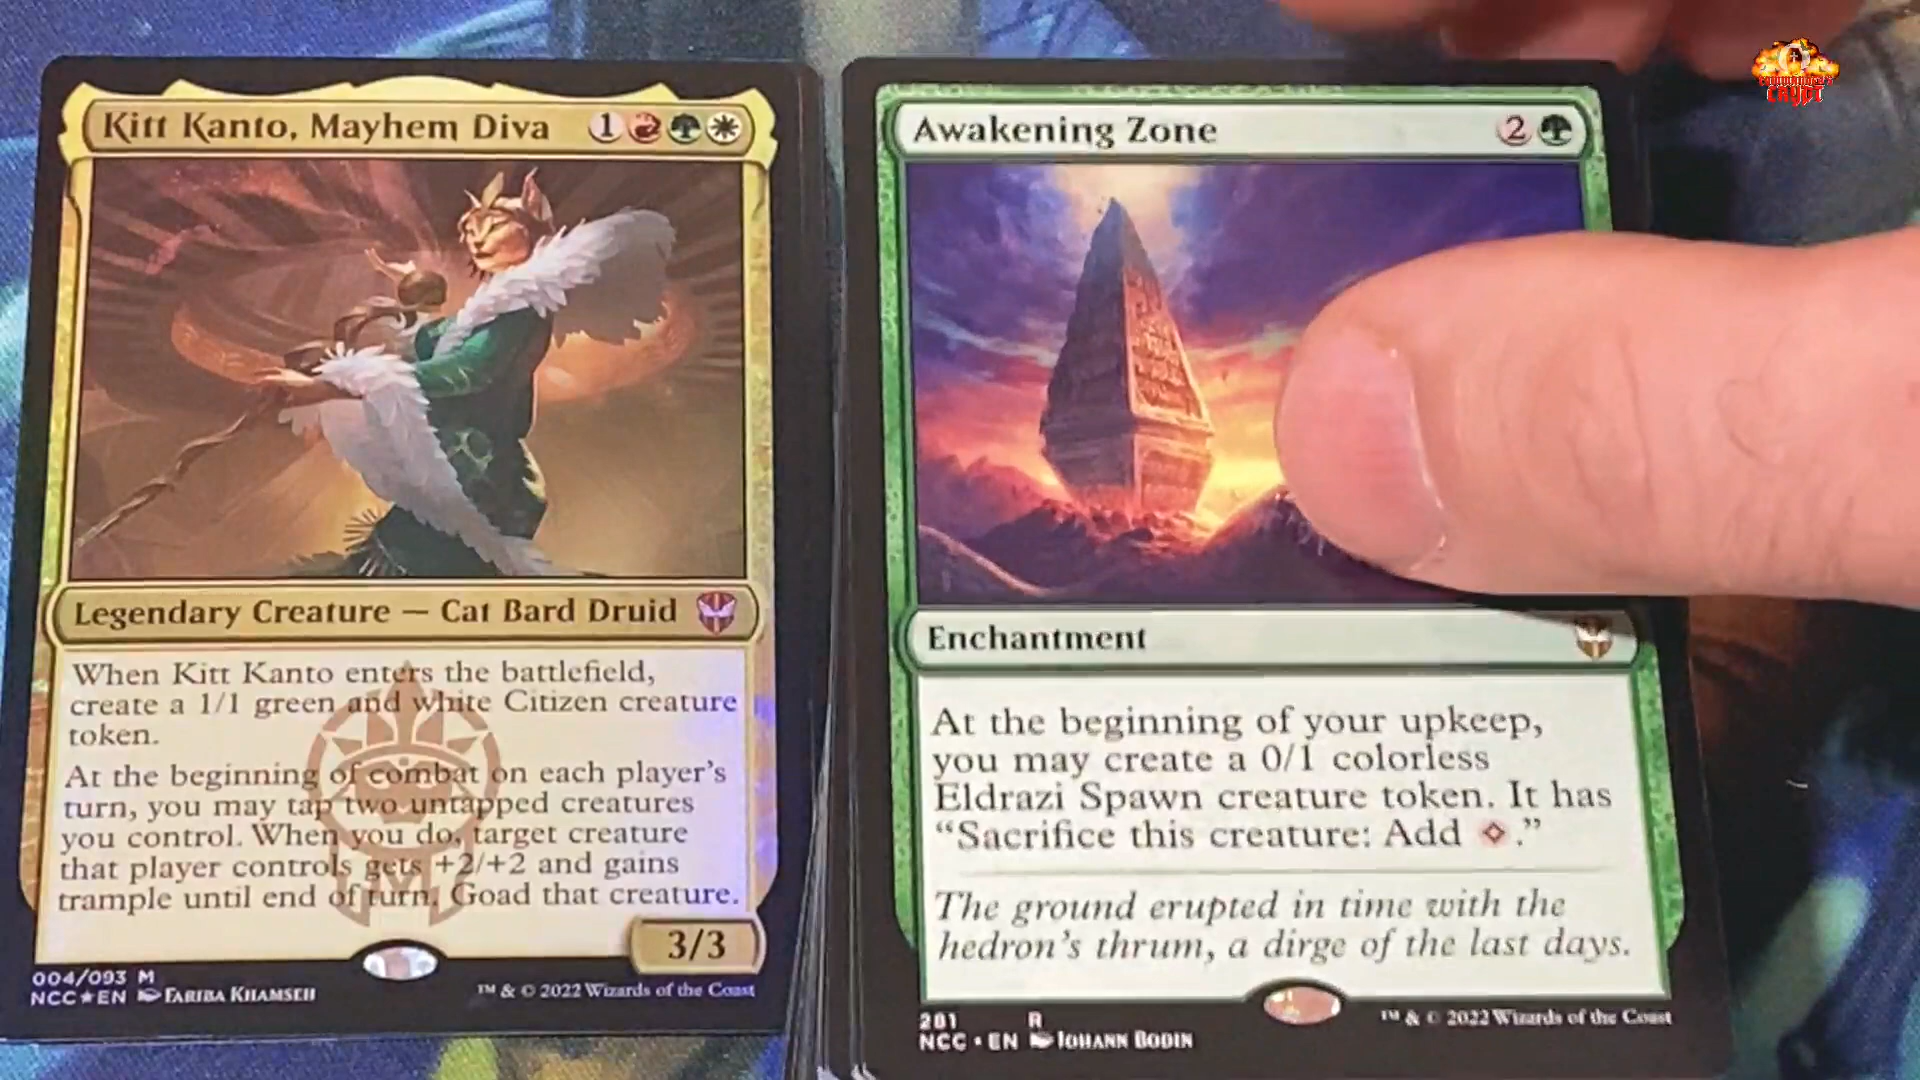 Kitt Kanto, Mayhem Diva 1
Legendary Creature — Cat Bard Druid
When Kitt Kanto enters the battlefield,
create a 1/1 green and white Citizen creature
token.
At the beginning of combat on each player's
turn, you may tap two untapped creatures
you control. When you do, target creature
that player controls gets +2/+2 and gains
trample until end of turn. Goad that creature.
3/3
004/093 M
NCC★EN FARIBA KHAMSEH
™ & © 2022 Wizards of the Coast
Awakening Zone 2
Enchantment
At the beginning of your upkeep,
you may create a 0/1 colorless
Eldrazi Spawn creature token. It has
“Sacrifice this creature: Add .”
The ground erupted in time with the
hedron's thrum, a dirge of the last days.
281 R
NCC • EN JOHANN BODIN
™ & © 2022 Wizards of the Coast
COMMANDER'S
CRYPT